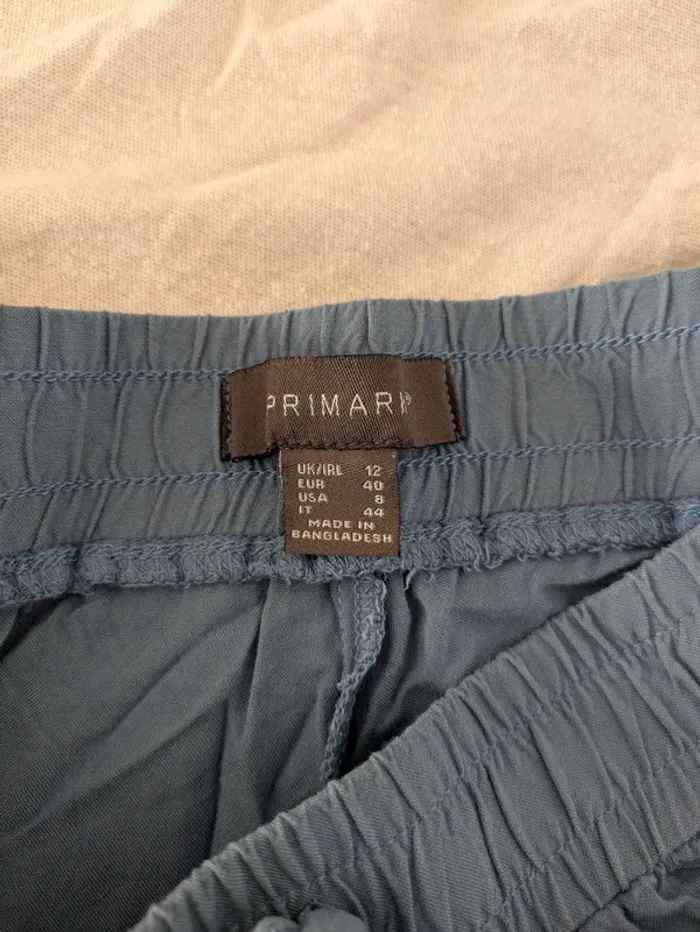 PRIMARK®
UK/IRL 12
EUR 40
USA 8
IT 44
MADE IN
BANGLADESH